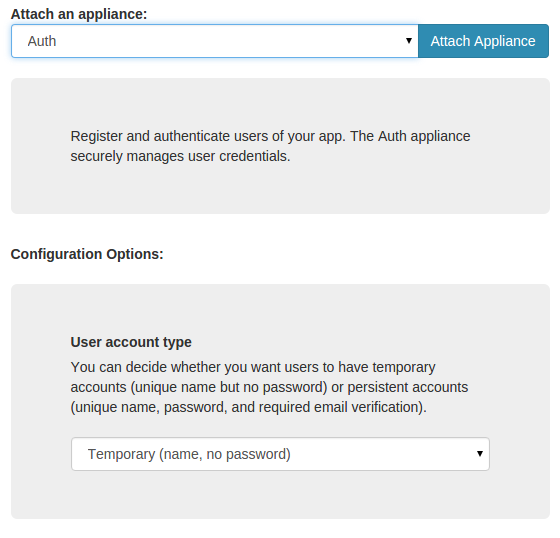 Attach an appliance:
Auth
Attach Appliance
Register and authenticate users of your app. The Auth appliance
securely manages user credentials.
Configuration Options:
User account type
You can decide whether you want users to have temporary
accounts (unique name but no password) or persistent accounts
(unique name, password, and required email verification).
Temporary (name, no password)